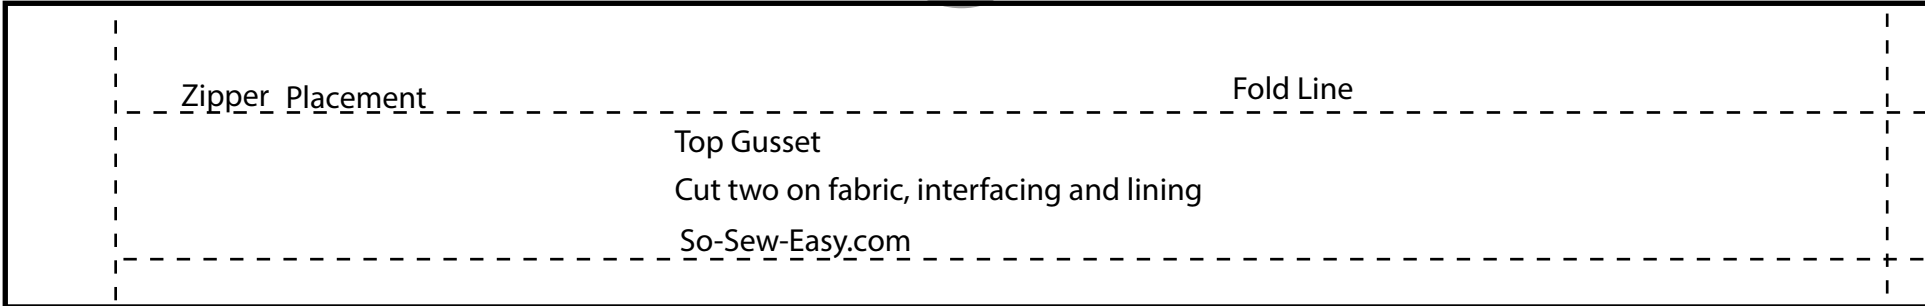 Zipper Placement
Fold Line
Top Gusset
Cut two on fabric, interfacing and lining
So-Sew-Easy.com